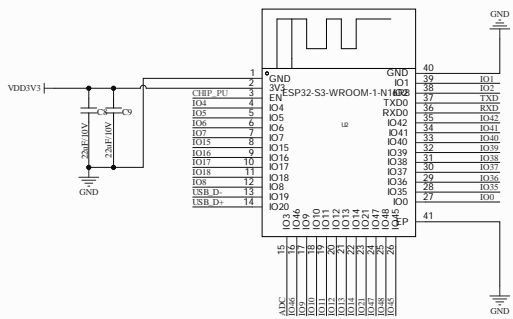 GND
VDD3V3
C8
C9
22uF/10V
22uF/10V
GND
CHIP_PU
IO4
IO5
IO6
IO7
IO15
IO16
IO17
IO18
IO8
USB_D-
USB_D+
1
2
3
4
5
6
7
8
9
10
11
12
13
14
GND
3V3
EN
IO4
IO5
IO6
IO7
IO15
IO16
IO17
IO18
IO8
IO19
IO20
ESP32-S3-WROOM-1-N16R8
U2
GND
IO1
IO2
TXD0
RXD0
IO42
IO41
IO40
IO39
IO38
IO37
IO36
IO35
IO0
EP
40
39
38
37
36
35
34
33
32
31
30
29
28
27
41
IO1
IO2
TXD
RXD
IO42
IO41
IO40
IO39
IO38
IO37
IO36
IO35
IO0
IO3
IO46
IO9
IO10
IO11
IO12
IO13
IO14
IO21
IO47
IO48
IO45
15
16
17
18
19
20
21
22
23
24
25
26
ADC
IO46
IO9
IO10
IO11
IO12
IO13
IO14
IO21
IO47
IO48
IO45
GND